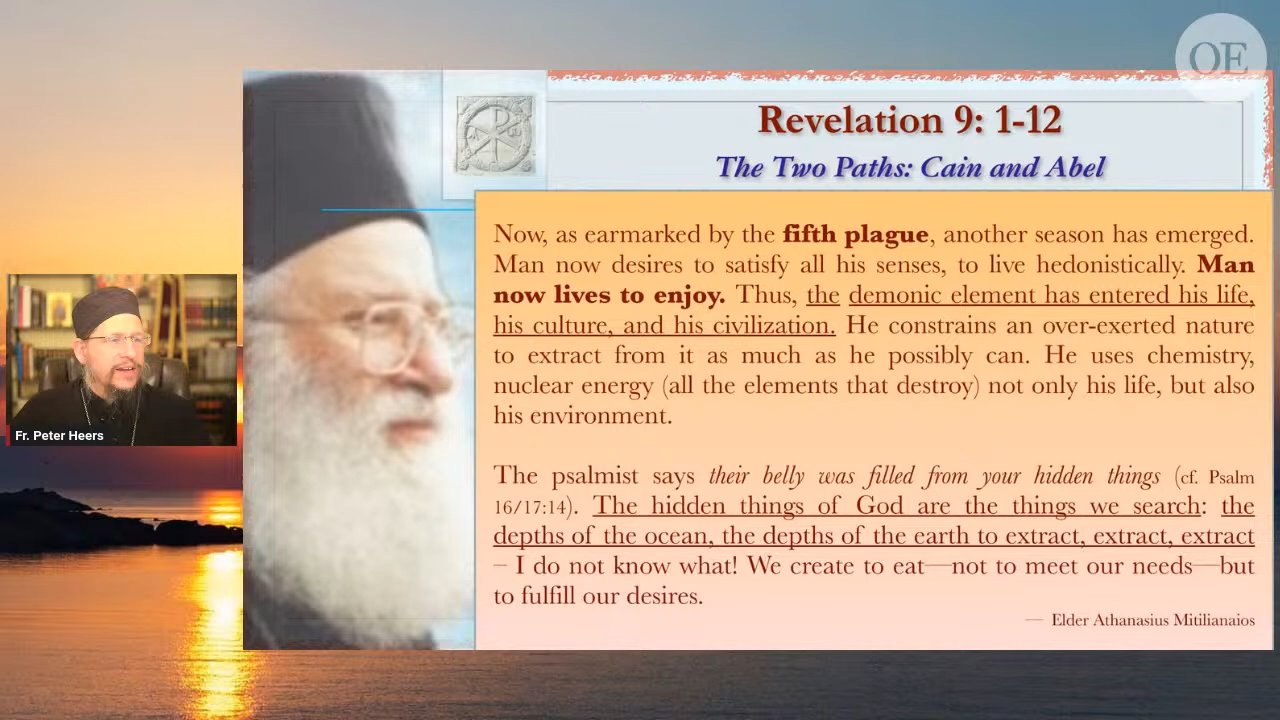 OE
Revelation 9: 1-12
The Two Paths: Cain and Abel
Now, as earmarked by the fifth plague, another season has emerged.
Man now desires to satisfy all his senses, to live hedonistically. Man
now lives to enjoy. Thus, the demonic element has entered his life,
his culture, and his civilization. He constrains an over-exerted nature
to extract from it as much as he possibly can. He uses chemistry,
nuclear energy (all the elements that destroy) not only his life, but also
his environment.
The psalmist says their belly was filled from your hidden things (cf. Psalm
16/17:14). The hidden things of God are the things we search: the
depths of the ocean, the depths of the earth to extract, extract, extract
– I do not know what! We create to eat—not to meet our needs—but
to fulfill our desires.
— Elder Athanasius Mitilianaios
Fr. Peter Heers